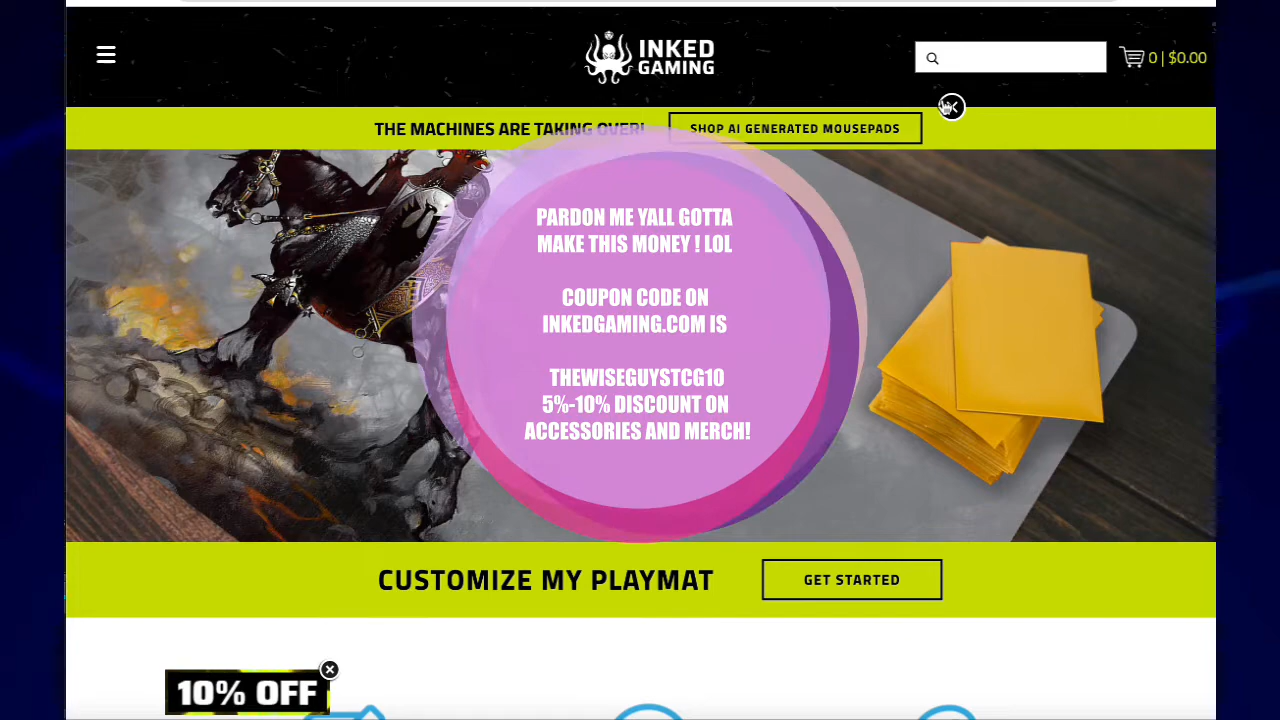 INKED
GAMING
0 | $0.00
THE MACHINES ARE TAKING OVER!
SHOP AI GENERATED MOUSEPADS
PARDON ME YALL GOTTA
MAKE THIS MONEY ! LOL
COUPON CODE ON
INKEDGAMING.COM IS
THEWISEGUYSTCG10
5%-10% DISCOUNT ON
ACCESSORIES AND MERCH!
CUSTOMIZE MY PLAYMAT
GET STARTED
10% OFF